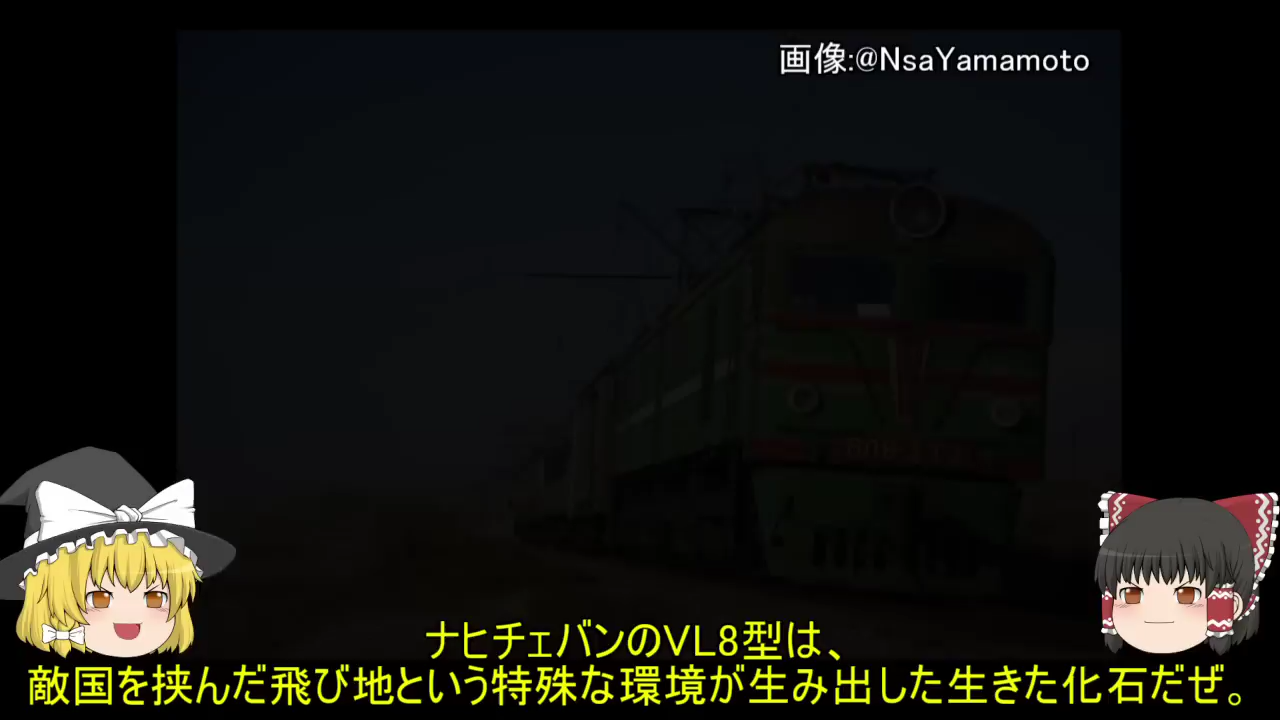 画像:@NsaYamamoto
ナヒチェバンのVL8型は、
敵国を挟んだ飛び地という特殊な環境が生み出した生きた化石だぜ。